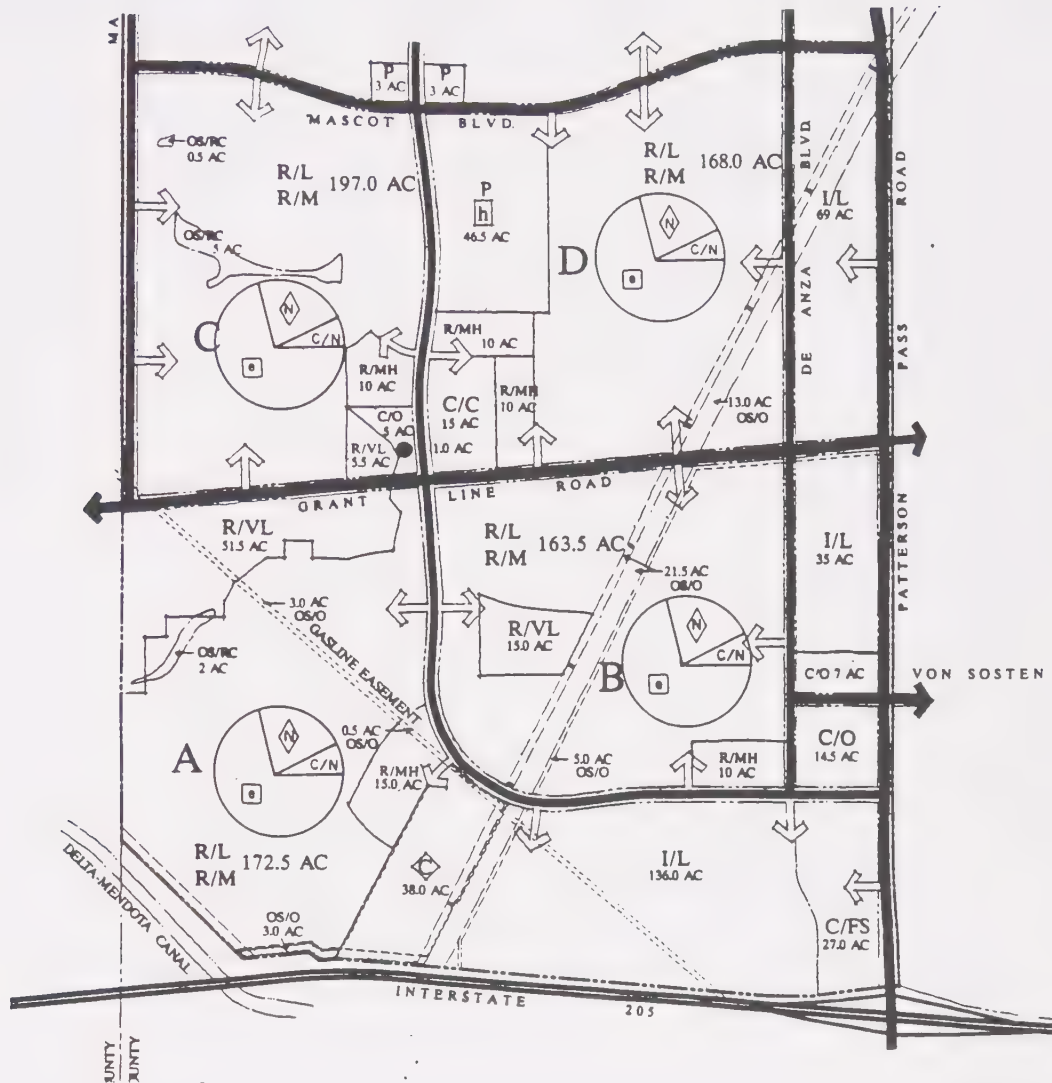 MA
P
3 AC
P
3 AC
MASCOT BLVD.
OS/RC
0.5 AC
R/L
R/M 197.0 AC
P
h
46.5 AC
R/L
R/M 168.0 AC
BLVD
I/L
69 AC
ROAD
OS/RC
.5 AC
N
C/N
e
D
N
C/N
e
C
DE ANZA
PASS
R/MH
10 AC
R/MH
10 AC
R/MH
10 AC
C/C
15 AC
C/O
5 AC
R/VL
5.5 AC
1.0 AC
13.0 AC
OS/O
GRANT LINE ROAD
R/VL
51.5 AC
R/L
R/M 163.5 AC
I/L
35 AC
PATTERSON
3.0 AC
OS/O
21.5 AC
OS/O
GASLINE EASEMENT
R/VL
15.0 AC
N
C/N
e
B
OS/RC
2 AC
C/O 7 AC
VON SOSTEN
A
N
C/N
e
0.5 AC
OS/O
R/MH
15.0 AC
5.0 AC
OS/O
R/MH
10 AC
C/O
14.5 AC
R/L
R/M 172.5 AC
C
38.0 AC
I/L
136.0 AC
C/FS
27.0 AC
DELTA-MENDOTA CANAL
OS/O
3.0 AC
INTERSTATE 205
OUNTY
OUNTY